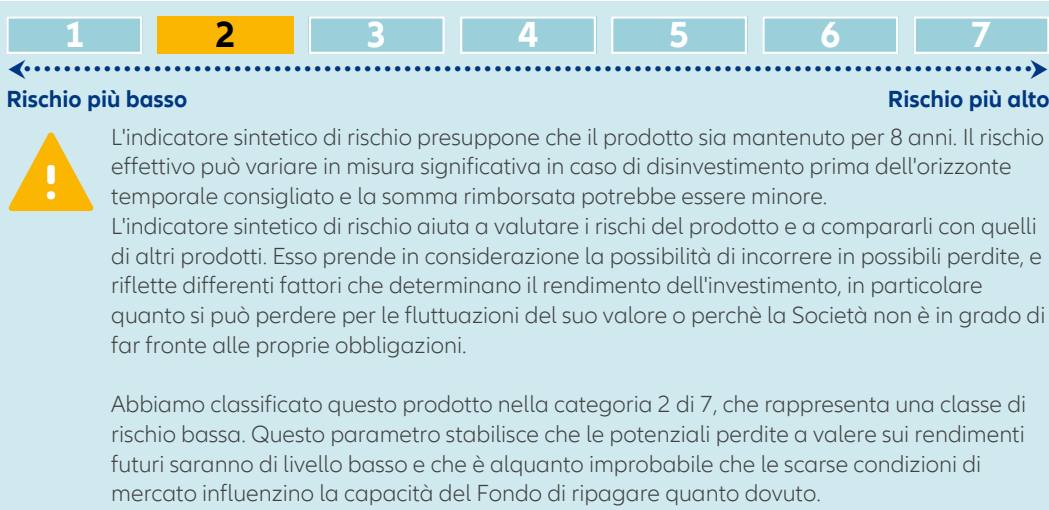 1 2 3 4 5 6 7
Rischio più basso Rischio più alto
L'indicatore sintetico di rischio presuppone che il prodotto sia mantenuto per 8 anni. Il rischio
effettivo può variare in misura significativa in caso di disinvestimento prima dell'orizzonte
temporale consigliato e la somma rimborsata potrebbe essere minore.
L'indicatore sintetico di rischio aiuta a valutare i rischi del prodotto e a compararli con quelli
di altri prodotti. Esso prende in considerazione la possibilità di incorrere in possibili perdite, e
riflette differenti fattori che determinano il rendimento dell'investimento, in particolare
quanto si può perdere per le fluttuazioni del suo valore o perchè la Società non è in grado di
far fronte alle proprie obbligazioni.
Abbiamo classificato questo prodotto nella categoria 2 di 7, che rappresenta una classe di
rischio bassa. Questo parametro stabilisce che le potenziali perdite a valere sui rendimenti
futuri saranno di livello basso e che è alquanto improbabile che le scarse condizioni di
mercato influenzino la capacità del Fondo di ripagare quanto dovuto.